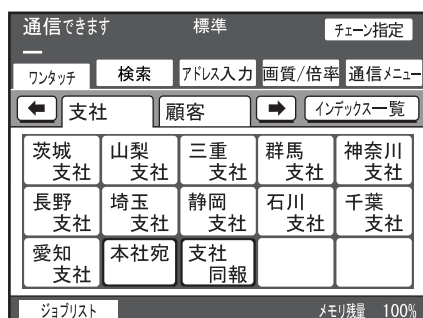 通信できます 標準 チェーン指定
ワンタッチ 検索 アドレス入力 画質/倍率 通信メニュー
支社 顧客 インデックス一覧
茨城 山梨 三重 群馬 神奈川
支社 支社 支社 支社 支社
長野 埼玉 静岡 石川 千葉
支社 支社 支社 支社 支社
愛知 本社宛 支社
支社 同報
ジョブリスト メモリ残量 100%